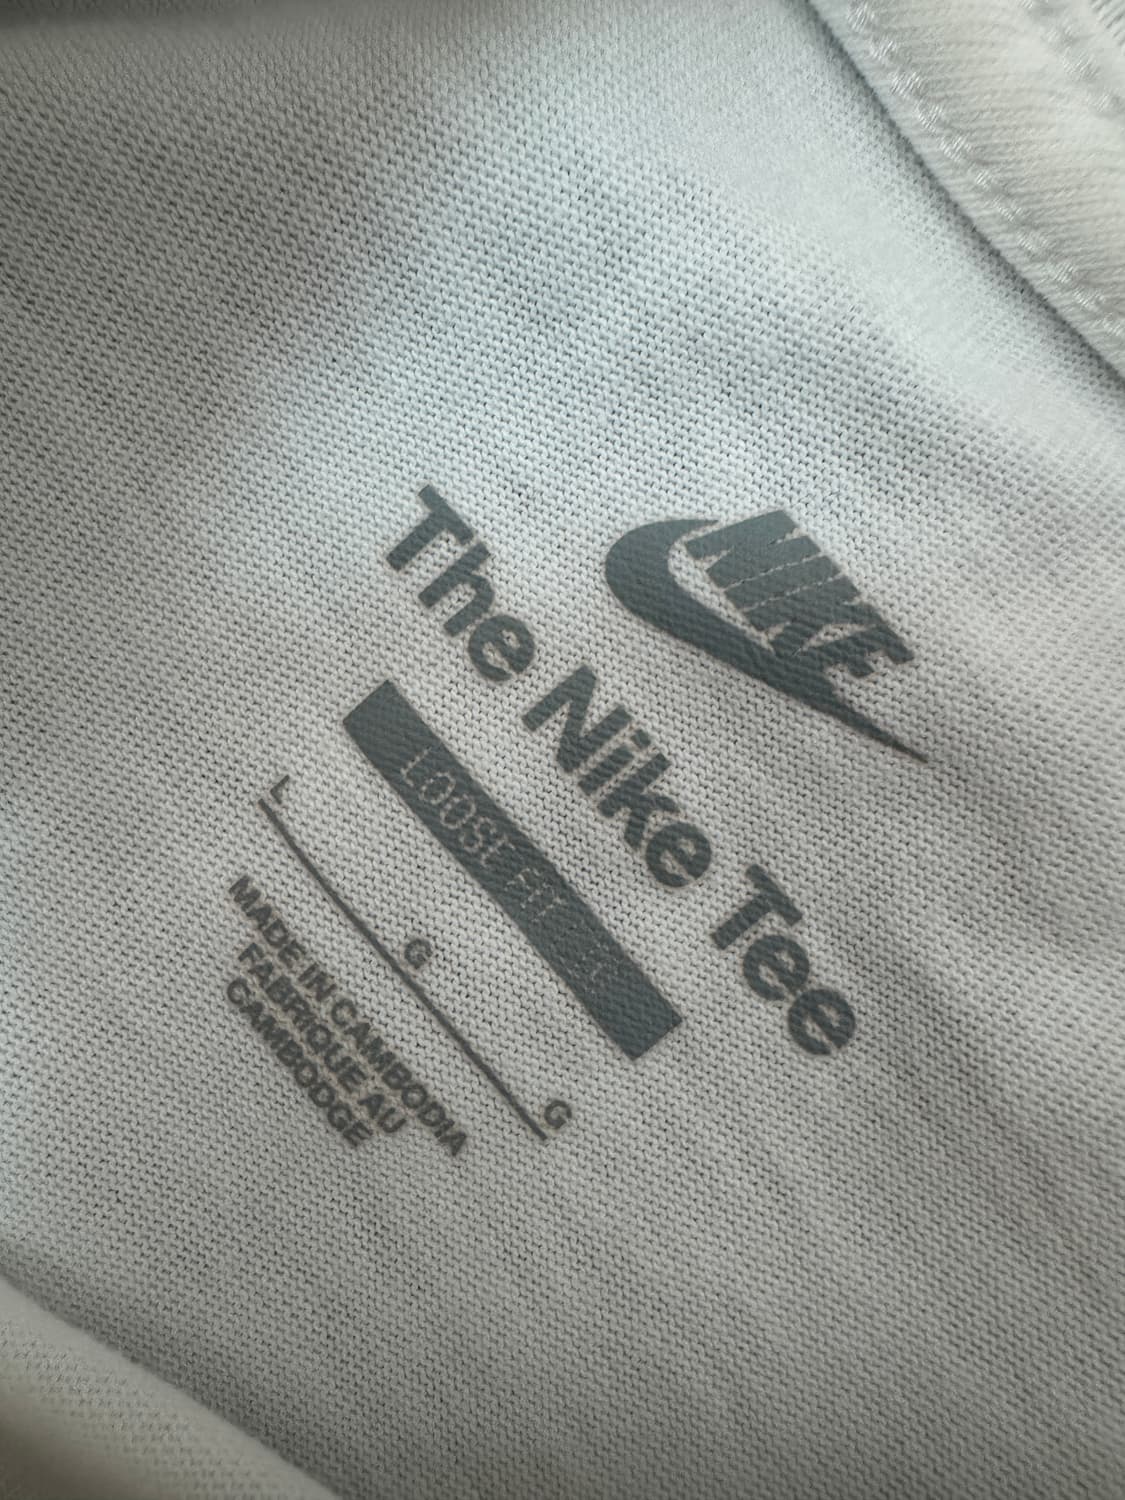 NIKE
The Nike Tee
LOOSE FIT
L G G
MADE IN CAMBODIA
FABRIQUE AU
CAMBODGE